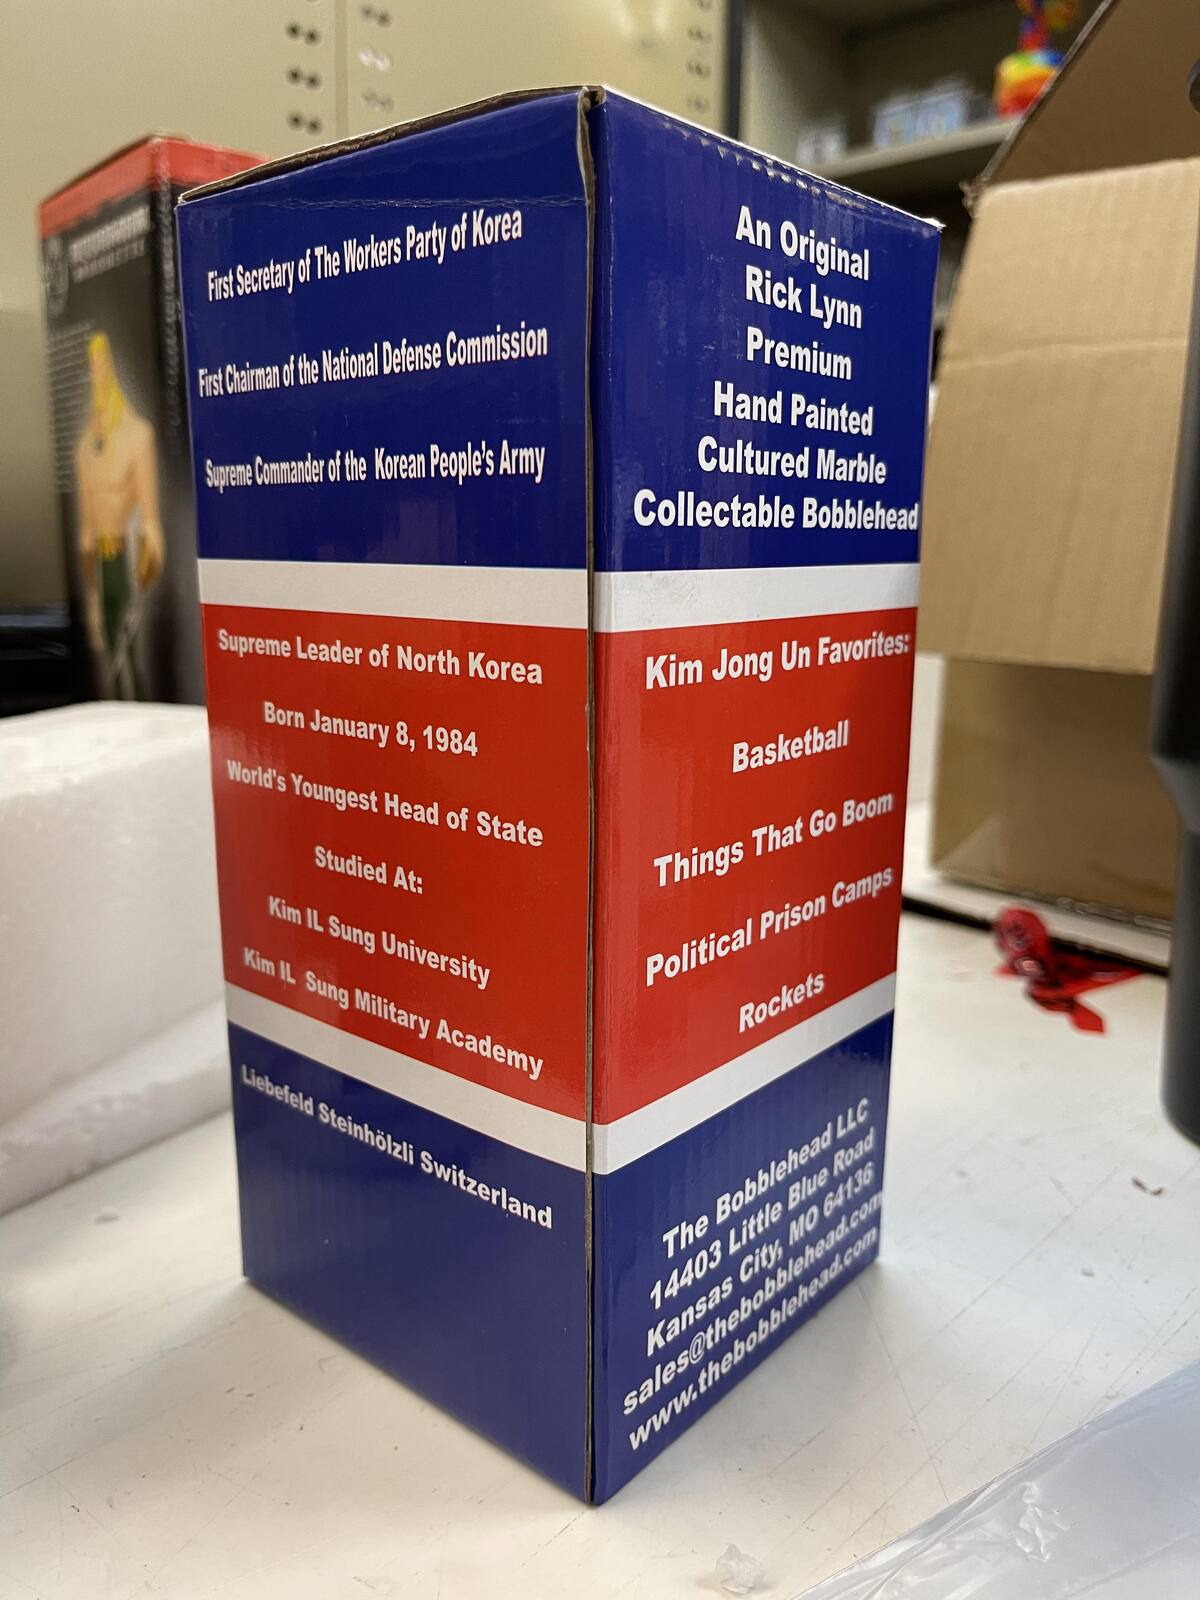 First Secretary of The Workers Party of Korea
First Chairman of the National Defense Commission
Supreme Commander of the Korean People's Army
Supreme Leader of North Korea
Born January 8, 1984
World's Youngest Head of State
Studied At:
Kim IL Sung University
Kim IL Sung Military Academy
Liebefeld Steinhölzli Switzerland
An Original
Rick Lynn
Premium
Hand Painted
Cultured Marble
Collectable Bobblehead
Kim Jong Un Favorites:
Basketball
Things That Go Boom
Political Prison Camps
Rockets
The Bobblehead LLC
14403 Little Blue Road
Kansas City, MO 64136
sales@thebobblehead.com
www.thebobblehead.com